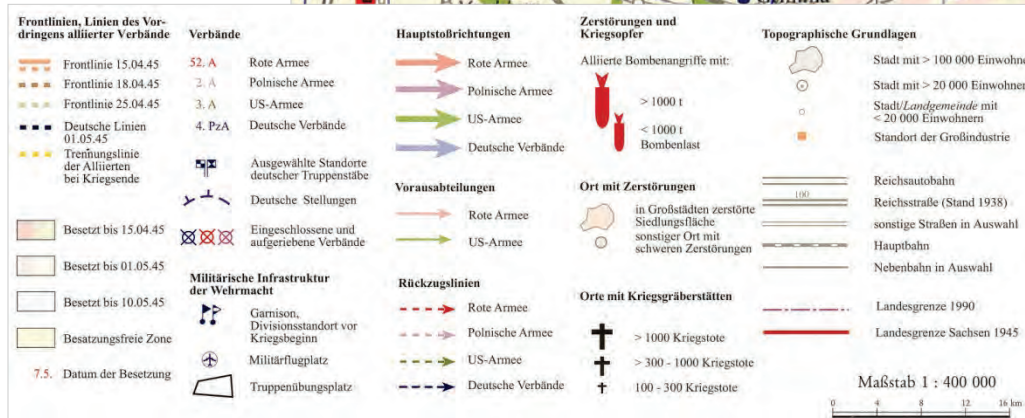 Frontlinien, Linien des Vor-
dringens alliierter Verbände
Frontlinie 15.04.45
Frontlinie 18.04.45
Frontlinie 25.04.45
Deutsche Linien
01.05.45
Trennungslinie
der Alliierten
bei Kriegsende
Besetzt bis 15.04.45
Besetzt bis 01.05.45
Besetzt bis 10.05.45
Besatzungsfreie Zone
7.5. Datum der Besetzung
Verbände
52. A Rote Armee
2. A Polnische Armee
3. A US-Armee
4. PzA Deutsche Verbände
Ausgewählte Standorte
deutscher Truppenstäbe
Deutsche Stellungen
Eingeschlossene und
aufgeriebene Verbände
Militärische Infrastruktur
der Wehrmacht
Garnison,
Divisionsstandort vor
Kriegsbeginn
Militärflugplatz
Truppenübungsplatz
Hauptstoßrichtungen
Rote Armee
Polnische Armee
US-Armee
Deutsche Verbände
Vorausabteilungen
Rote Armee
US-Armee
Rückzugslinien
Rote Armee
Polnische Armee
US-Armee
Deutsche Verbände
Zerstörungen und
Kriegsopfer
Alliierte Bombenangriffe mit:
> 1000 t
< 1000 t
Bombenlast
Ort mit Zerstörungen
in Großstädten zerstörte
Siedlungsfläche
sonstiger Ort mit
schweren Zerstörungen
Orte mit Kriegsgräberstätten
> 1000 Kriegstote
> 300 - 1000 Kriegstote
100 - 300 Kriegstote
Topographische Grundlagen
Stadt mit > 100 000 Einwohne
Stadt mit > 20 000 Einwohner
Stadt/Landgemeinde mit
< 20 000 Einwohnern
Standort der Großindustrie
Reichsautobahn
100
Reichsstraße (Stand 1938)
sonstige Straßen in Auswahl
Hauptbahn
Nebenbahn in Auswahl
Landesgrenze 1990
Landesgrenze Sachsen 1945
Maßstab 1 : 400 000
0 4 8 12 16 km